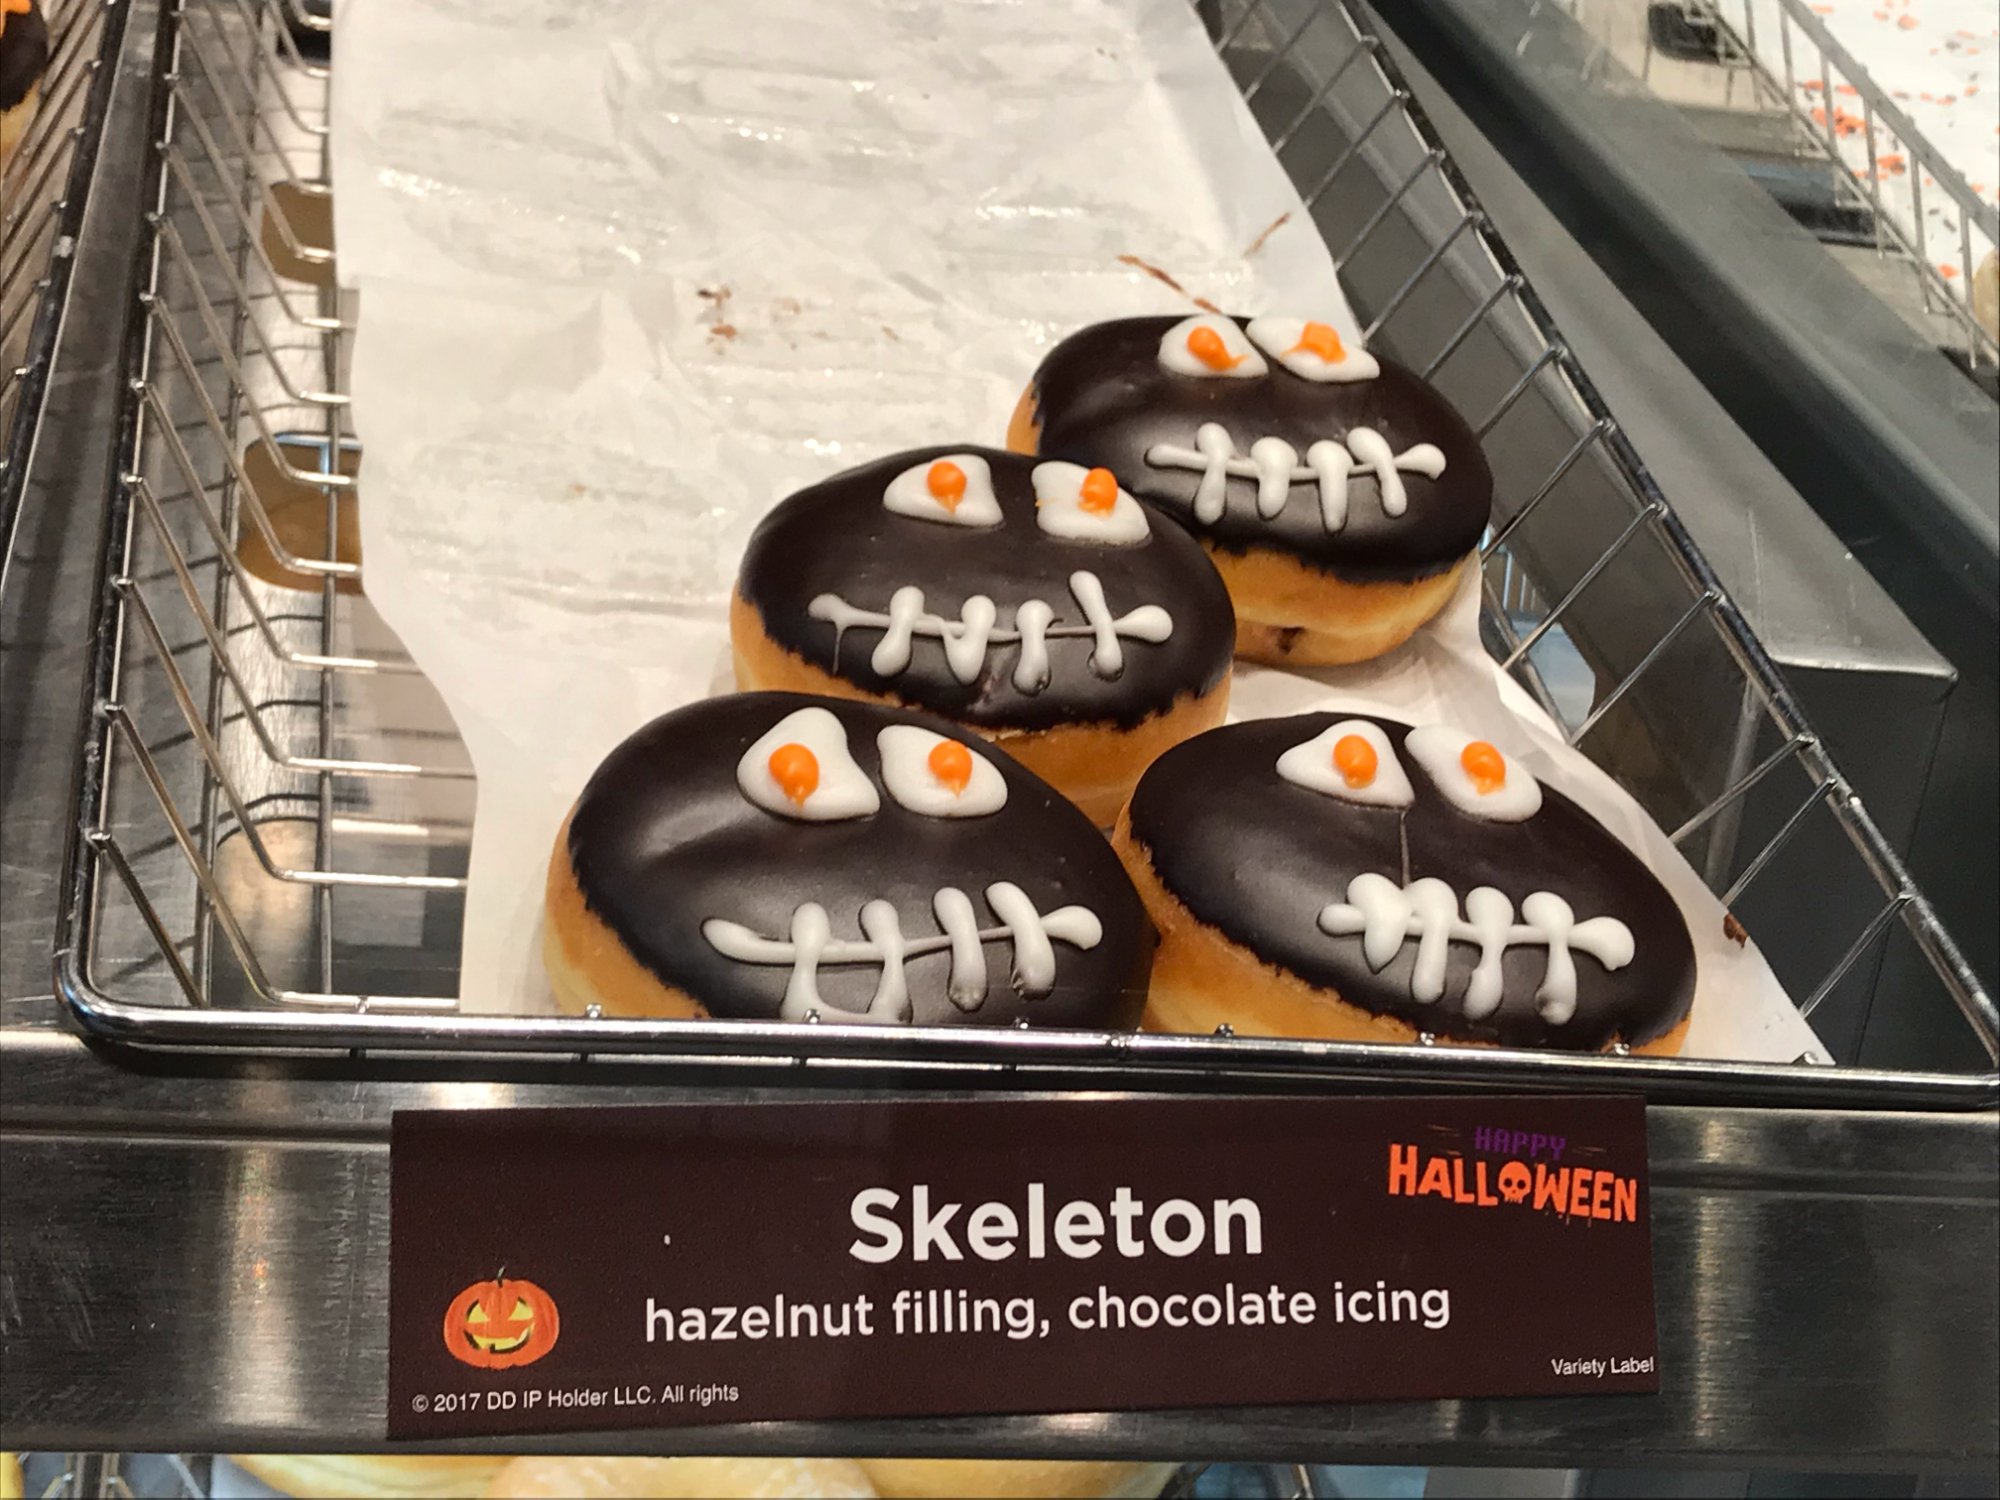 HAPPY
HALLOWEEN
Skeleton
hazelnut filling, chocolate icing
Variety Label
© 2017 DD IP Holder LLC. All rights